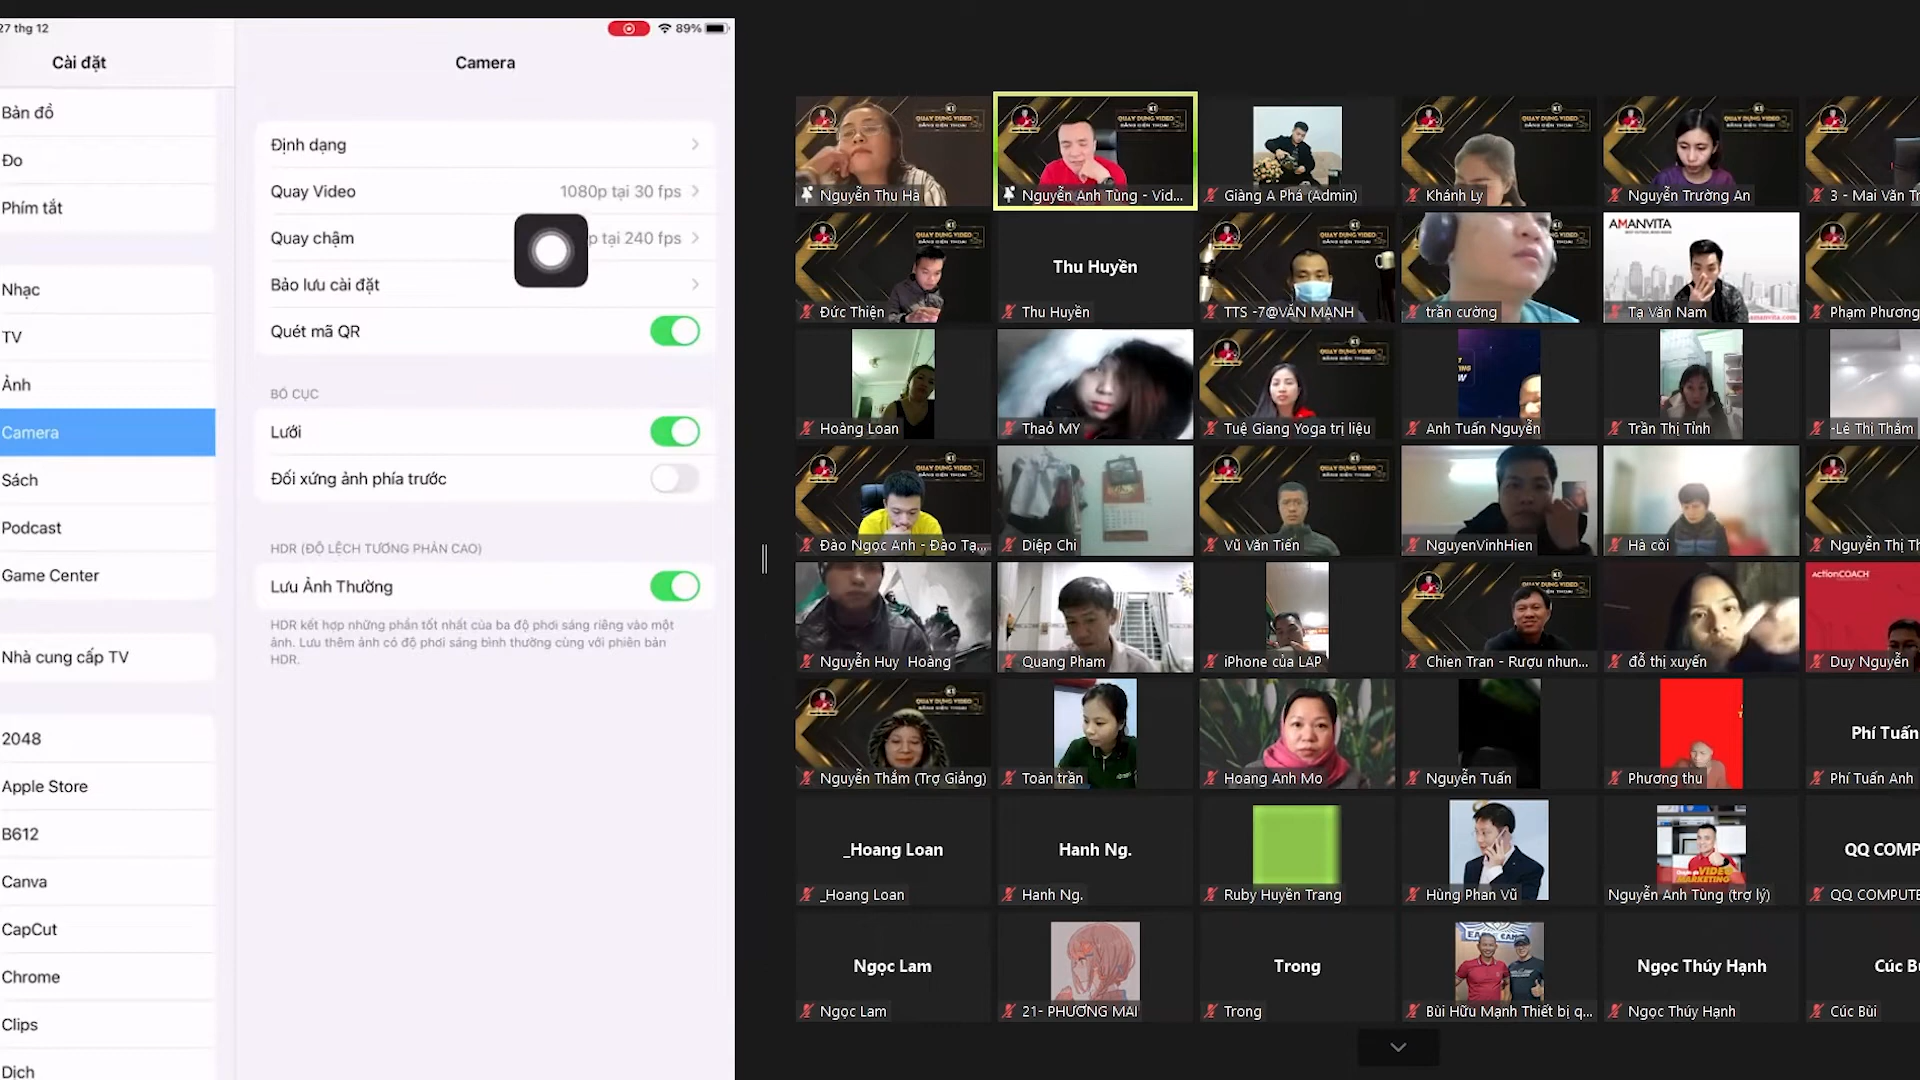 27 thg 12
89%
Cài đặt
Bản đồ
Đo
Phím tắt
Nhạc
TV
Ảnh
Camera
Sách
Podcast
Game Center
Nhà cung cấp TV
2048
Apple Store
B612
Canva
CapCut
Chrome
Clips
Dịch
Camera
Định dạng
Quay Video 1080p tại 30 fps
Quay chậm p tại 240 fps
Bảo lưu cài đặt
Quét mã QR
BỐ CỤC
Lưới
Đối xứng ảnh phía trước
HDR (ĐỘ LỆCH TƯƠNG PHẢN CAO)
Lưu Ảnh Thường
HDR kết hợp những phần tốt nhất của ba độ phơi sáng riêng vào một
ảnh. Lưu thêm ảnh có độ phơi sáng bình thường cùng với phiên bản
HDR.
QUAY DỰNG VIDEO
BẰNG ĐIỆN THOẠI
Nguyễn Thu Hà
Nguyễn Anh Tùng - Vid...
Giàng A Phá (Admin)
Khánh Ly
Nguyễn Trường An
3 - Mai Văn Tr
Đức Thiện
Thu Huyền
Thu Huyền
TTS -7@VĂN MẠNH
trần cường
AMANVITA
Tạ Văn Nam
Phạm Phương
Hoàng Loan
Thảo MY
Tuệ Giang Yoga trị liệu
Anh Tuấn Nguyễn
Trần Thị Tỉnh
-Lê Thị Thắm
Đào Ngọc Anh - Đào Tạ...
Diệp Chi
Vũ Văn Tiến
NguyenVinhHien
Hà còi
Nguyễn Thị Th
Nguyễn Huy Hoàng
Quang Pham
iPhone của LAP
Chien Tran - Rượu nhun...
đỗ thị xuyến
ActionCOACH
Duy Nguyễn
Nguyễn Thắm (Trợ Giảng)
Toàn trần
Hoang Anh Mo
Nguyễn Tuấn
Phương thu
Phí Tuấn
Phí Tuấn Anh
_Hoang Loan
_Hoang Loan
Hanh Ng.
Hanh Ng.
Ruby Huyền Trang
Hùng Phan Vũ
VIDEO
MARKETING
Nguyễn Anh Tùng (trợ lý)
QQ COMP
QQ COMPUTE
Ngọc Lam
Ngọc Lam
21- PHƯƠNG MAI
Trong
Trong
Bùi Hữu Mạnh Thiết bị q...
Ngọc Thúy Hạnh
Ngọc Thúy Hạnh
Cúc Bù
Cúc Bùi